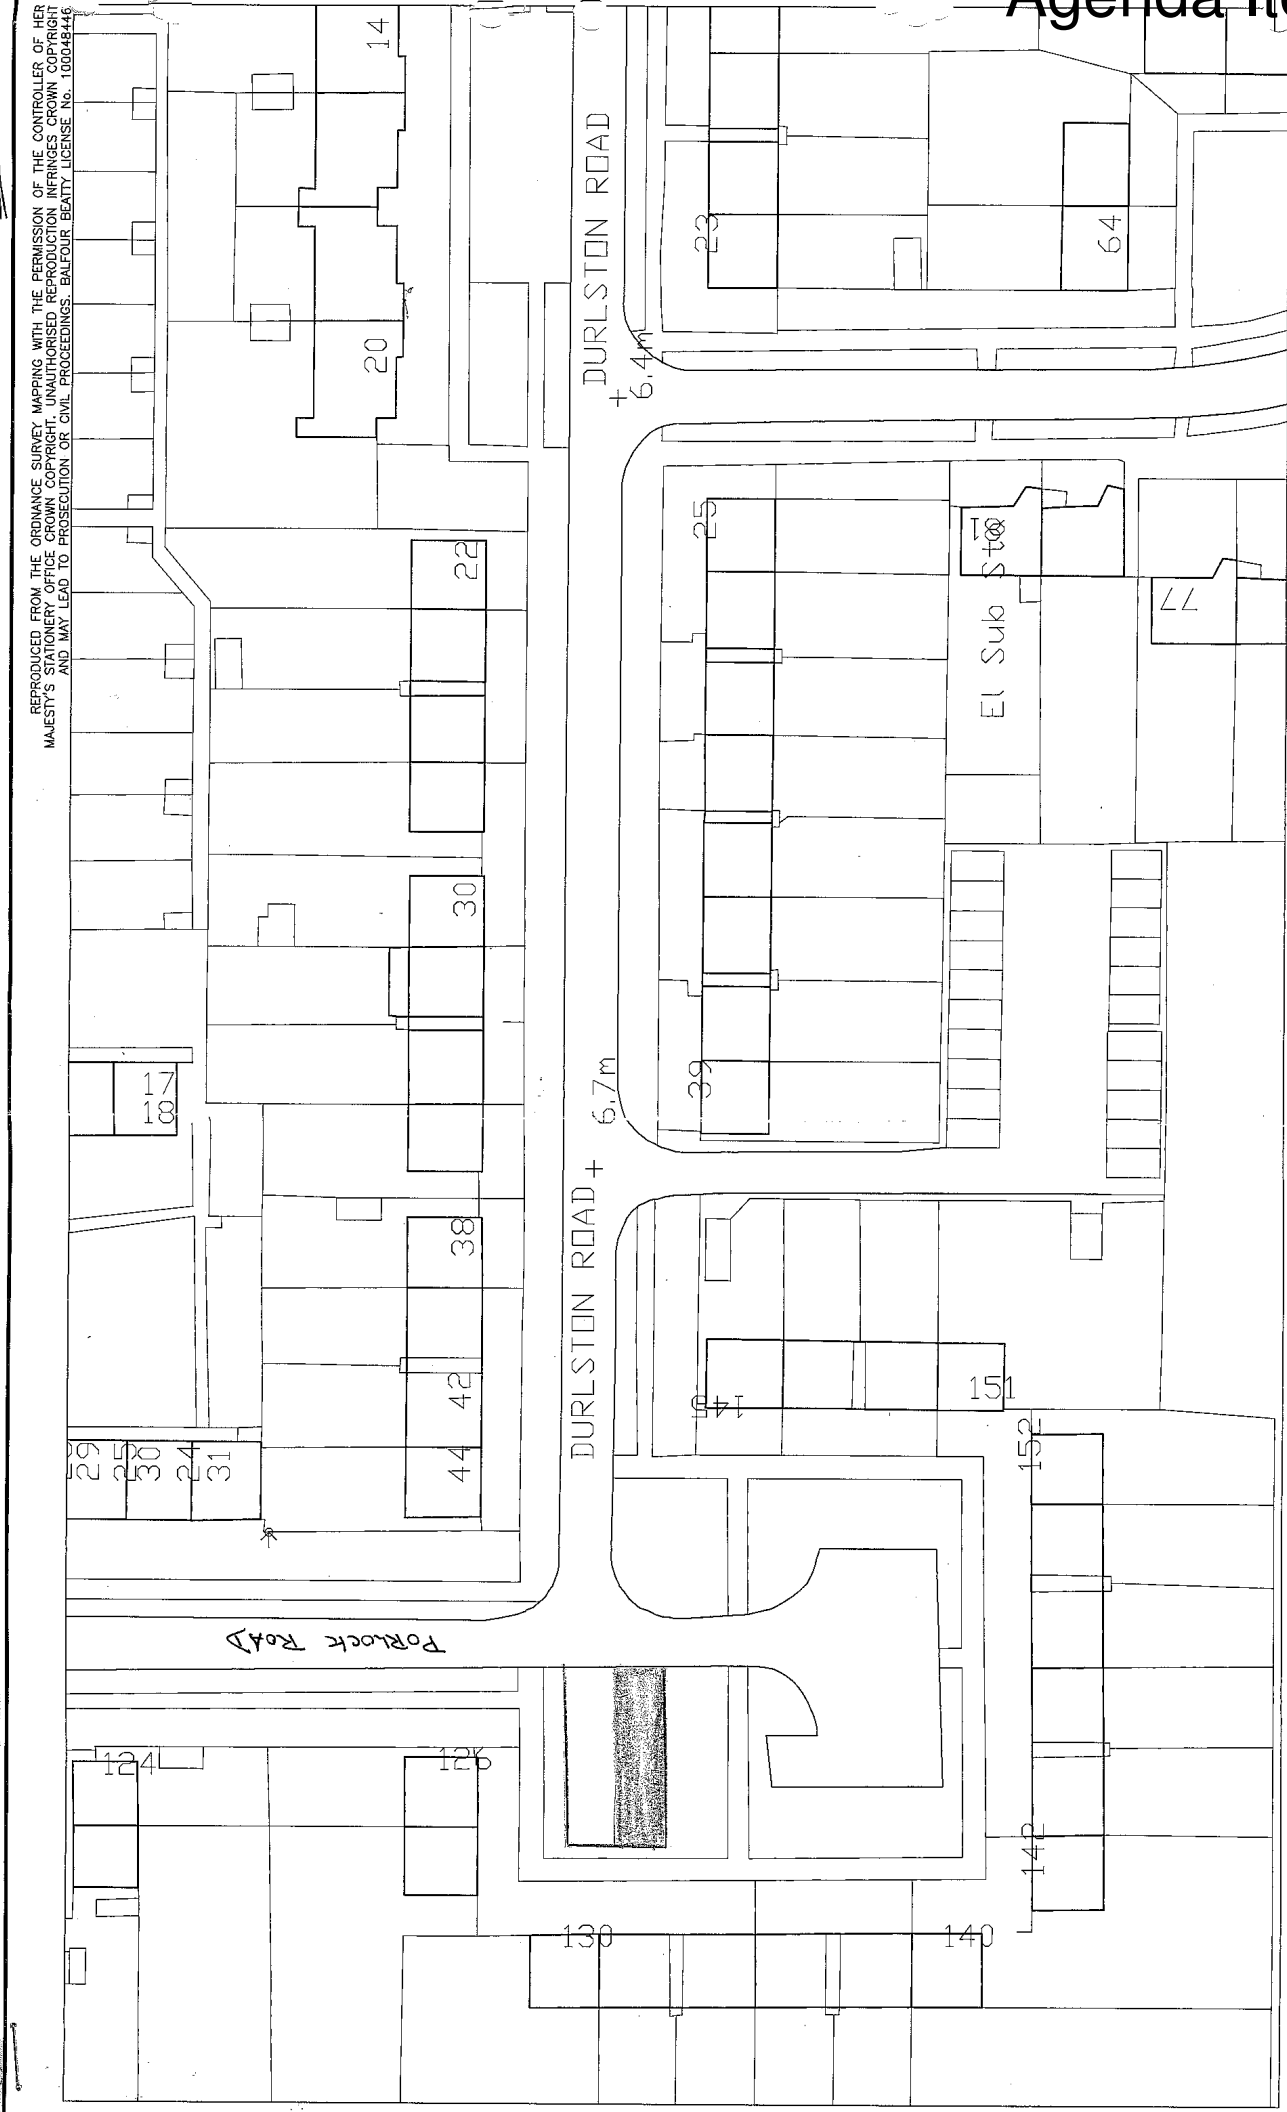 Agenda
REPRODUCED FROM THE ORDNANCE SURVEY MAPPING WITH THE PERMISSION OF THE CONTROLLER OF HER
MAJESTY'S STATIONERY OFFICE CROWN COPYRIGHT. UNAUTHORISED REPRODUCTION INFRINGES CROWN COPYRIGHT
AND MAY LEAD TO PROSECUTION OR CIVIL PROCEEDINGS. BALFOUR BEATTY LICENSE No. 100048446
14
DURLSTON ROAD
23
64
20
6.4m
22
25
81
El Sub Sta
77
30
17
18
39
6.7m
38
DURLSTON ROAD
42
44
145
151
152
29
25
30
24
31
PORLOCK ROAD
124
126
142
130
140